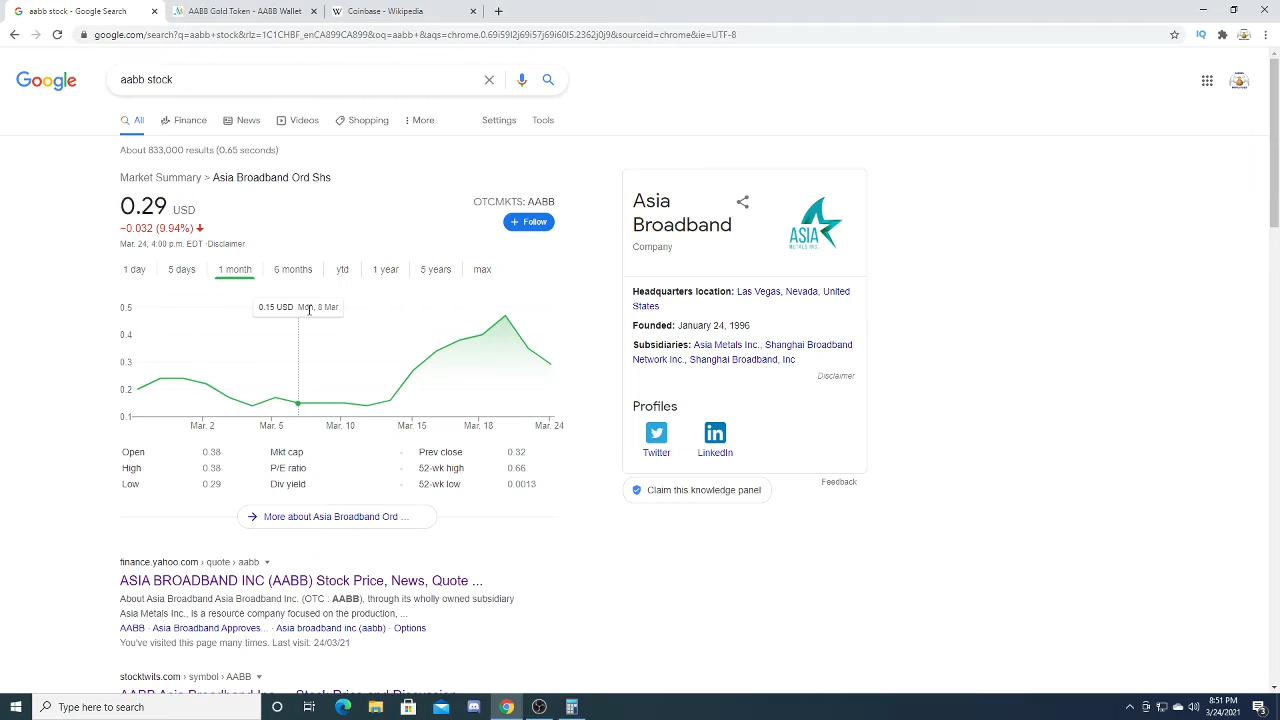 aabb stock - Google Search
AABB Gold Token - AABB Wallet
Coinbase - Wikipedia
google.com/search?q=aabb+stock&rlz=1C1CHBF_enCA899CA899&oq=aabb+&aqs=chrome.0.69i59l2j69i57j69i60l5.2362j0j9&sourceid=chrome&ie=UTF-8
Google
aabb stock
All Finance News Videos Shopping More Settings Tools
About 833,000 results (0.65 seconds)
Market Summary > Asia Broadband Ord Shs
0.29 USD
OTCMKTS: AABB
−0.032 (9.94%)
+ Follow
Mar. 24, 4:00 p.m. EDT · Disclaimer
1 day 5 days 1 month 6 months ytd 1 year 5 years max
0.15 USD Mon, 8 Mar
0.5
0.4
0.3
0.2
0.1
Mar. 2 Mar. 5 Mar. 10 Mar. 15 Mar. 18 Mar. 24
Open 0.38 Mkt cap - Prev close 0.32
High 0.38 P/E ratio - 52-wk high 0.66
Low 0.29 Div yield - 52-wk low 0.0013
More about Asia Broadband Ord ...
finance.yahoo.com › quote › aabb
ASIA BROADBAND INC (AABB) Stock Price, News, Quote ...
About Asia Broadband Asia Broadband Inc. (OTC : AABB), through its wholly owned subsidiary
Asia Metals Inc., is a resource company focused on the production, ...
AABB · Asia Broadband Approves... · Asia broadband inc (aabb) · Options
You've visited this page many times. Last visit: 24/03/21
stocktwits.com › symbol › AABB
Asia
Broadband
Company
ASIA
METALS INC.
Headquarters location: Las Vegas, Nevada, United
States
Founded: January 24, 1996
Subsidiaries: Asia Metals Inc., Shanghai Broadband
Network Inc., Shanghai Broadband, Inc
Disclaimer
Profiles
Twitter LinkedIn
Feedback
Claim this knowledge panel
Type here to search
8:51 PM
3/24/2021